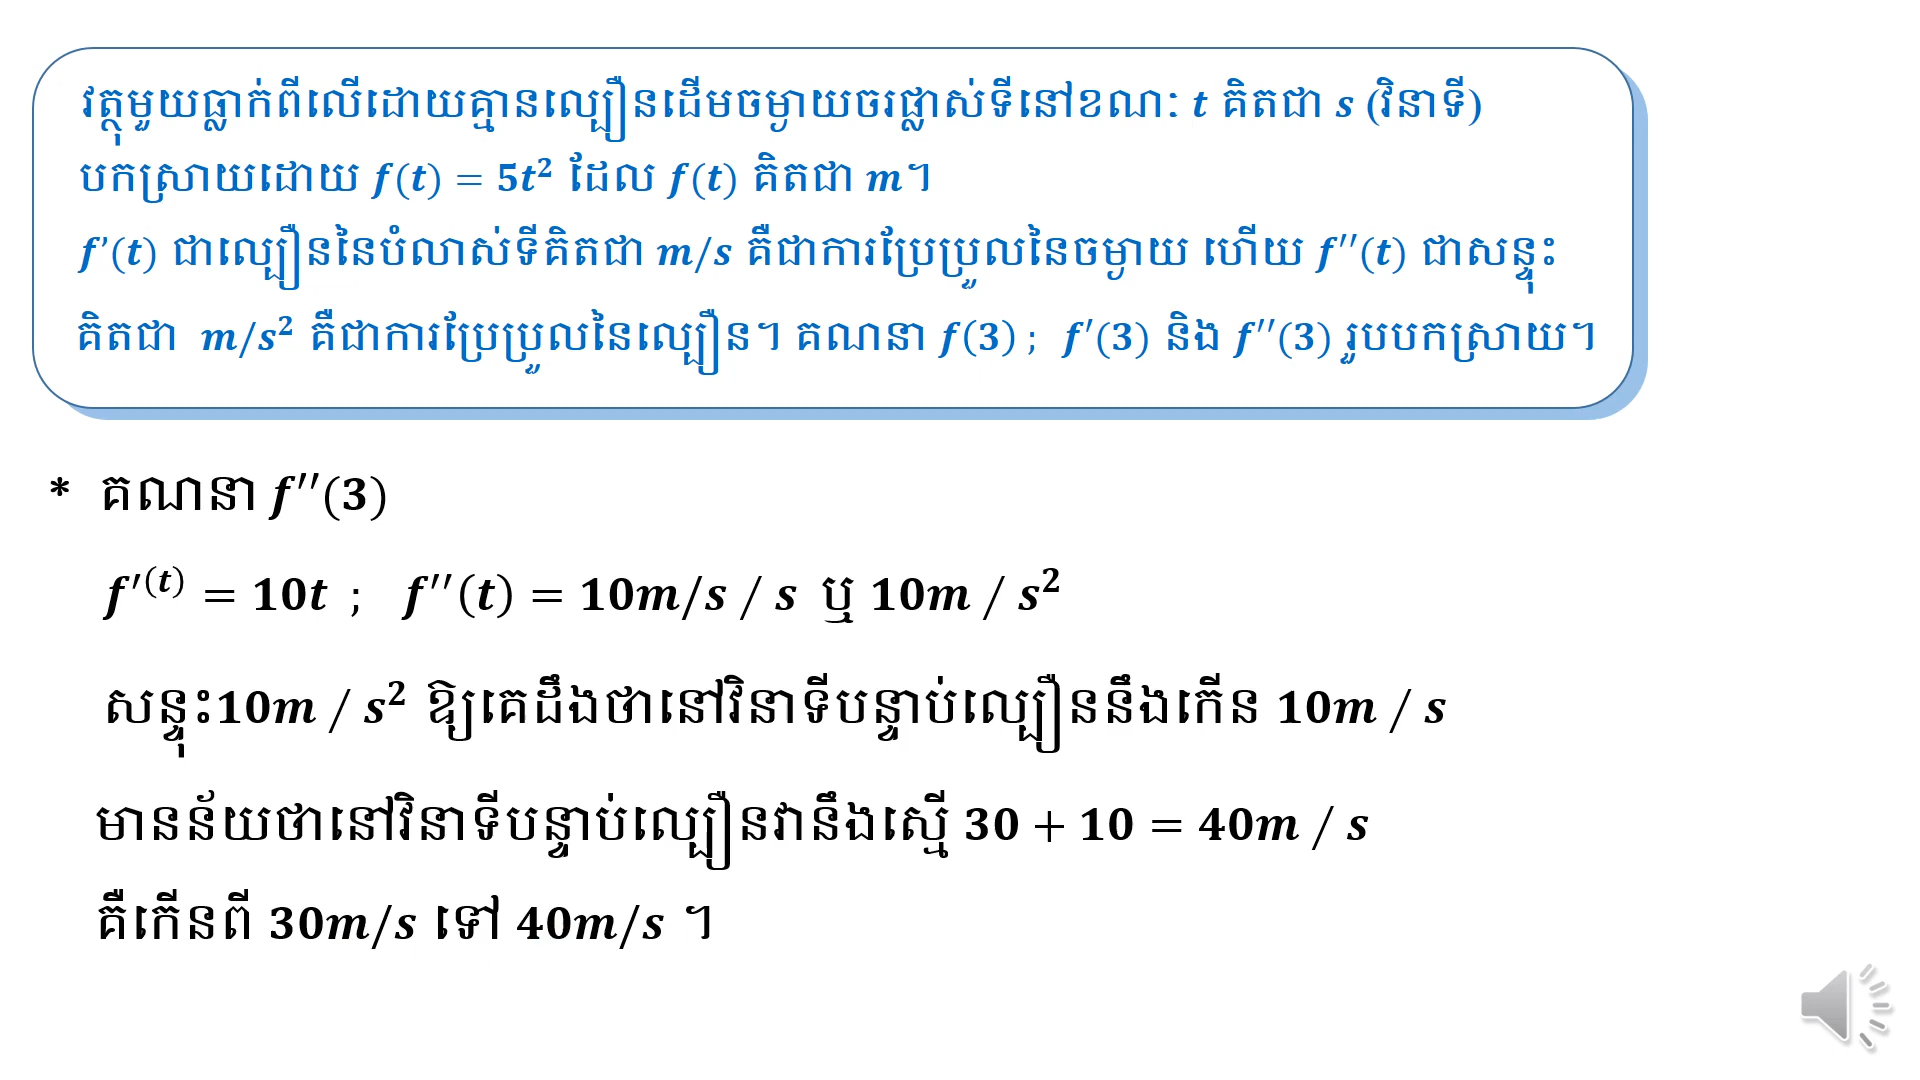 វត្ថុមួយធ្លាក់ពីលើដោយគ្មានល្បឿនដើមចម្ងាយចរផ្លាស់ទីនៅខណៈ t គិតជា s (វិនាទី)
បកស្រាយដោយ f(t) = 5t² ដែល f(t) គិតជា m។
f’(t) ជាល្បឿននៃបំលាស់ទីគិតជា m/s គឺជាការប្រែប្រួលនៃចម្ងាយ ហើយ f′′(t) ជាសន្ទុះ
គិតជា m/s² គឺជាការប្រែប្រួលនៃល្បឿន។ គណនា f(3) ; f′(3) និង f′′(3) រួបបកស្រាយ។
* គណនា f′′(3)
f′⁽ᵗ⁾ = 10t ; f′′(t) = 10m/s / s ឬ 10m / s²
សន្ទុះ10m / s² ឱ្យគេដឹងថានៅវិនាទីបន្ទាប់ល្បឿននឹងកើន 10m / s
មានន័យថានៅវិនាទីបន្ទាប់ល្បឿនវានឹងស្មើ 30 + 10 = 40m / s
គឺកើនពី 30m/s ទៅ 40m/s ។